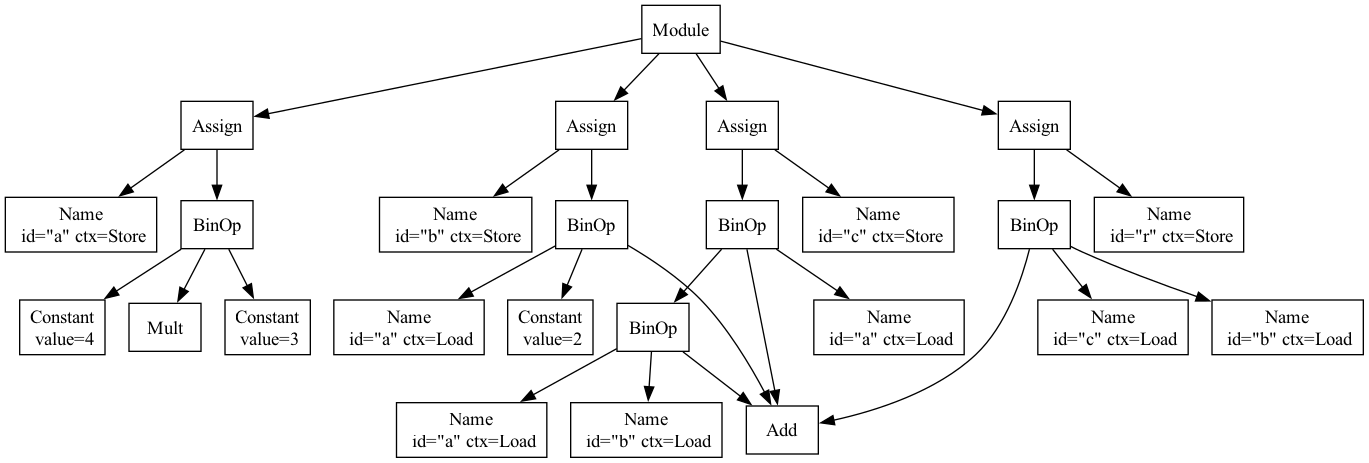 Module
Assign
Assign
Assign
Assign
Name
id="a" ctx=Store
BinOp
Name
id="b" ctx=Store
BinOp
BinOp
Name
id="c" ctx=Store
BinOp
Name
id="r" ctx=Store
Constant
value=4
Mult
Constant
value=3
Name
id="a" ctx=Load
Constant
value=2
BinOp
Name
id="a" ctx=Load
Name
id="c" ctx=Load
Name
id="b" ctx=Load
Name
id="a" ctx=Load
Name
id="b" ctx=Load
Add